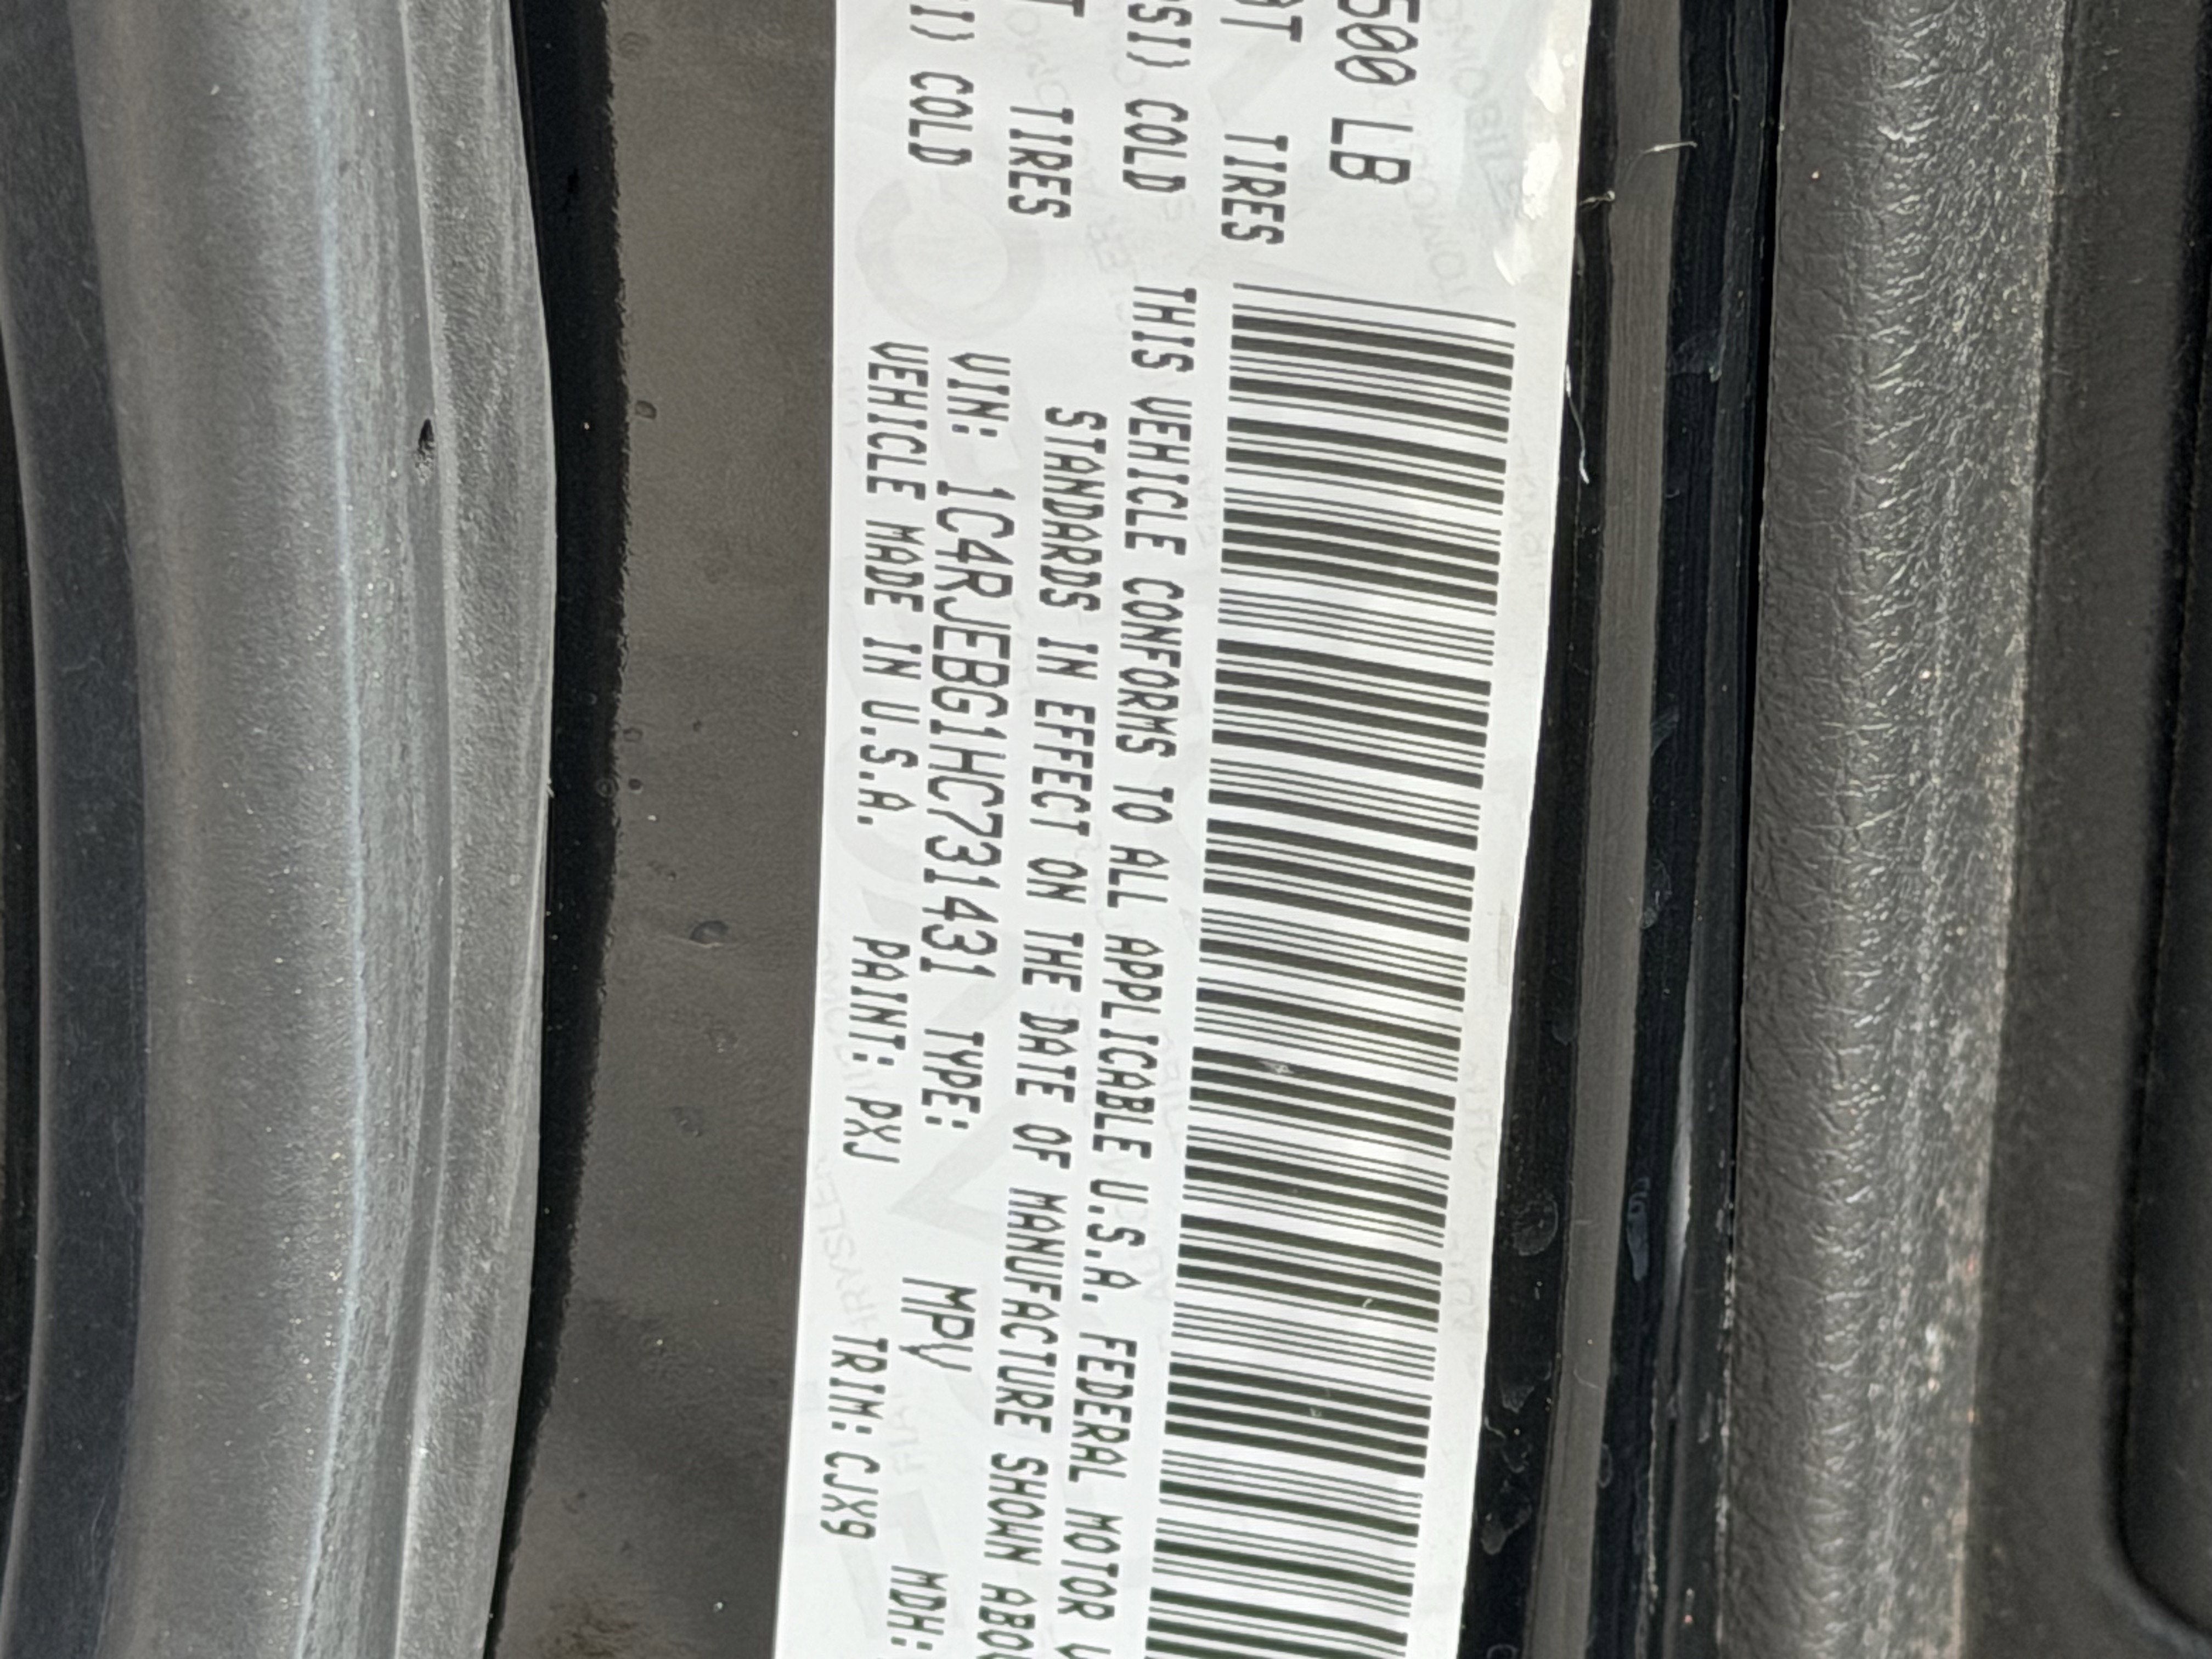 500 LB
TIRES
SI) COLD
TIRES
I) COLD
THIS VEHICLE CONFORMS TO ALL APPLICABLE U.S.A. FEDERAL MOTOR V
STANDARDS IN EFFECT ON THE DATE OF MANUFACTURE SHOWN ABO
VIN: 1C4RJEBG1HC731431 TYPE: MPV MDH:
VEHICLE MADE IN U.S.A. PAINT: PXJ TRIM: CJX9